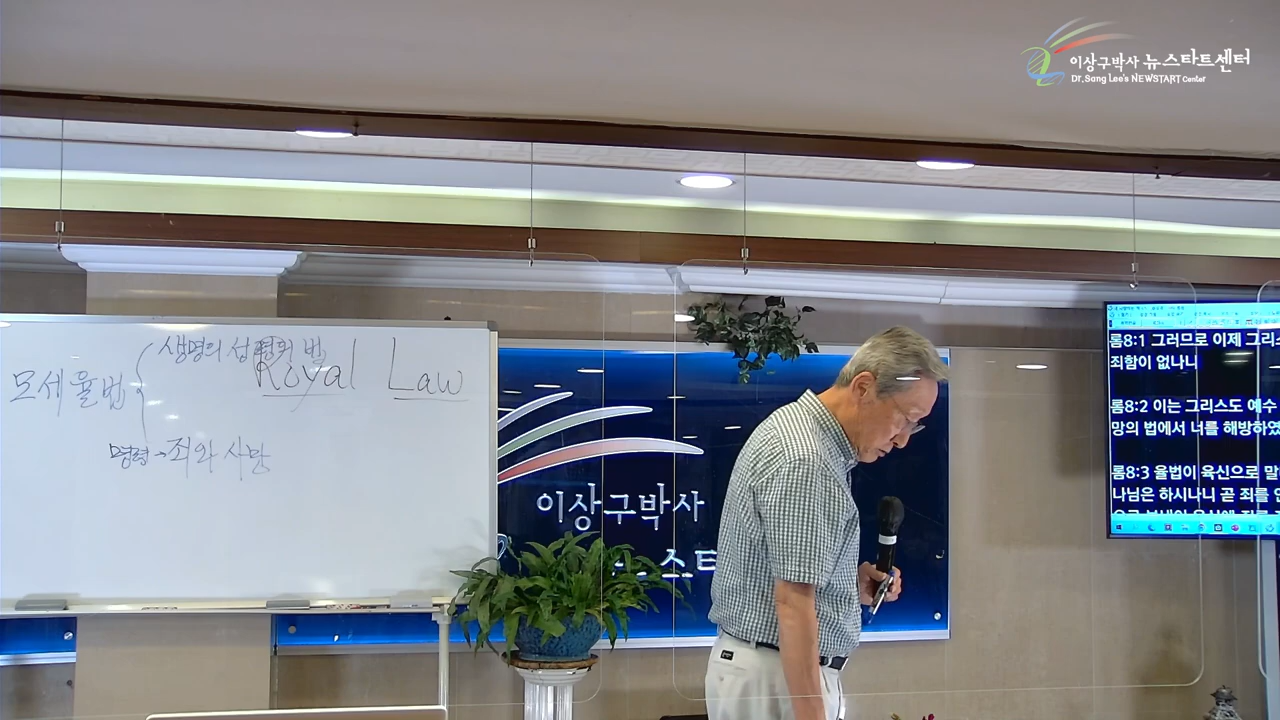 이상구박사 뉴스타트센터
Dr. Sang Lee's NEWSTART Center
생명의 성령의 법
Royal Law
모세 율법
명령→죄와 사망
이상구박사
스타
롬8:1 그러므로 이제 그리스
죄함이 없나니
롬8:2 이는 그리스도 예수
망의 법에서 너를 해방하였
롬8:3 율법이 육신으로 말
나님은 하시나니 곧 죄를 인